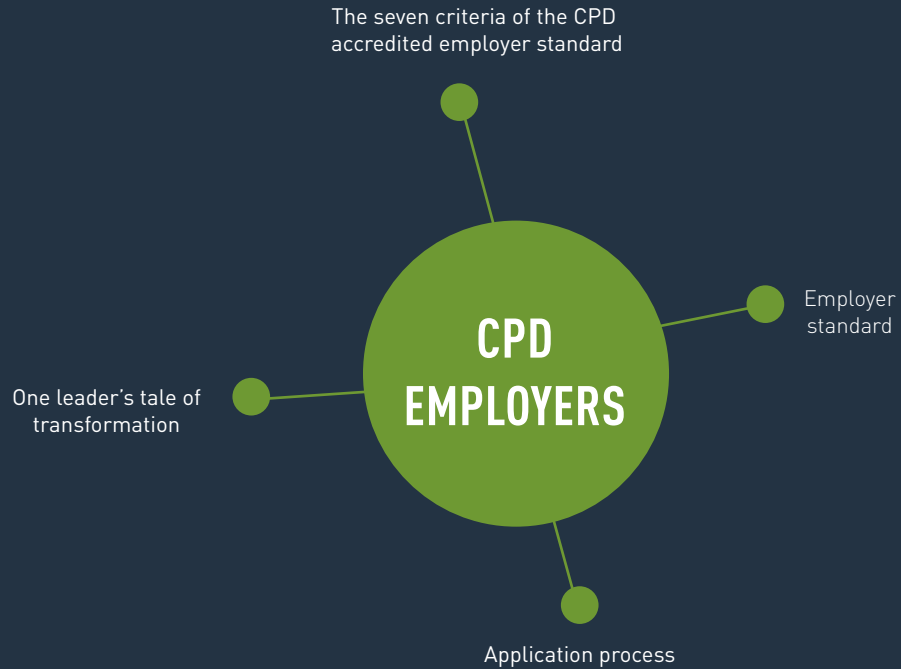 The seven criteria of the CPD
accredited employer standard
Employer
standard
CPD
EMPLOYERS
One leader’s tale of
transformation
Application process